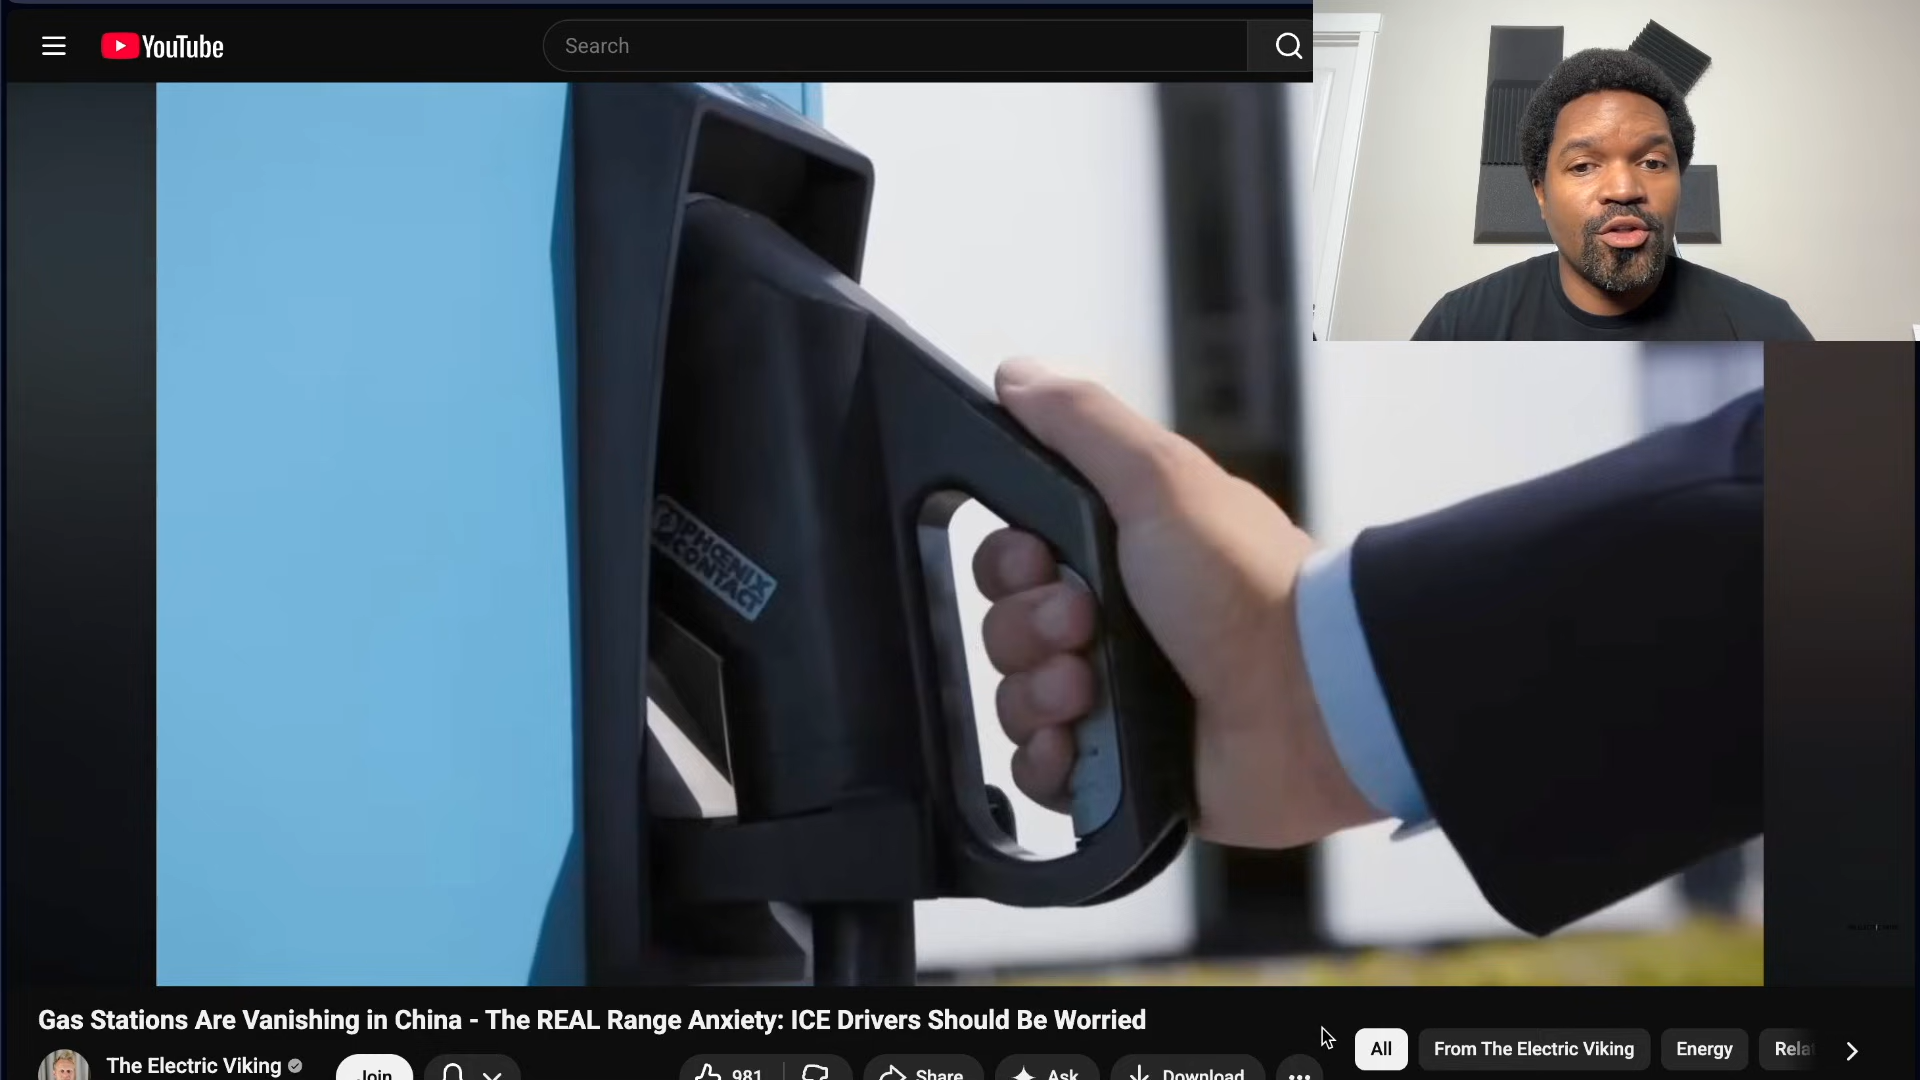 YouTube
Search
PHOENIX
CONTACT
Gas Stations Are Vanishing in China - The REAL Range Anxiety: ICE Drivers Should Be Worried
All
From The Electric Viking
Energy
The Electric Viking
Join
981
Share
Ask
Download